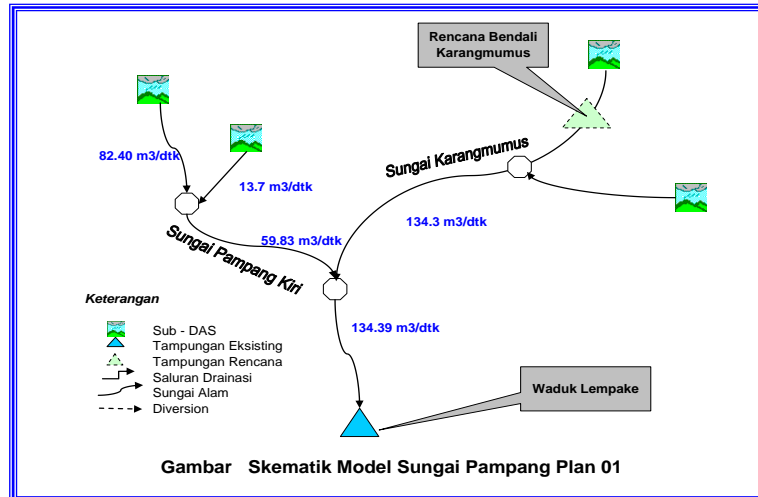 Rencana Bendali
Karangmumus
82.40 m3/dtk
13.7 m3/dtk
Sungai Karangmumus
134.3 m3/dtk
59.83 m3/dtk
Sungai Pampang Kiri
Keterangan
Sub - DAS
Tampungan Eksisting
Tampungan Rencana
Saluran Drainasi
Sungai Alam
Diversion
134.39 m3/dtk
Waduk Lempake
Gambar Skematik Model Sungai Pampang Plan 01